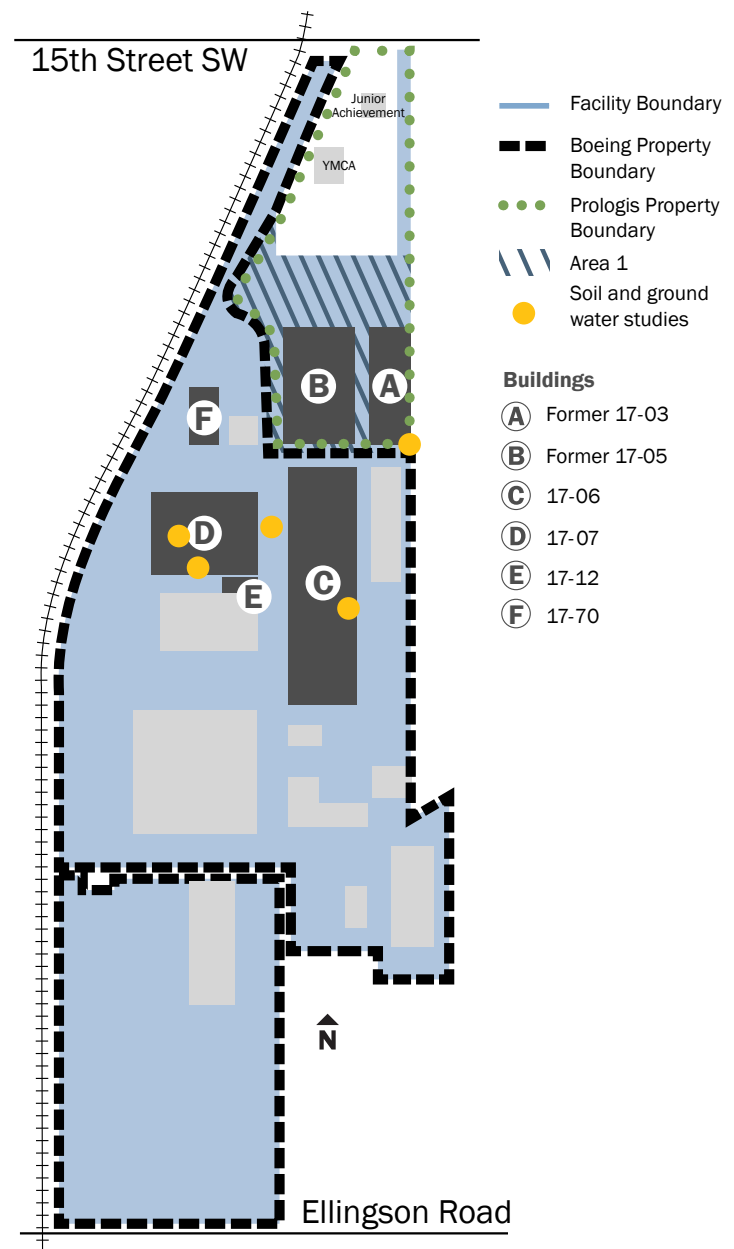 15th Street SW
Junior
Achievement
YMCA
Facility Boundary
Boeing Property
Boundary
Prologis Property
Boundary
Area 1
Soil and ground
water studies
Buildings
A Former 17-03
B Former 17-05
C 17-06
D 17-07
E 17-12
F 17-70
B
A
F
D
C
E
N
Ellingson Road